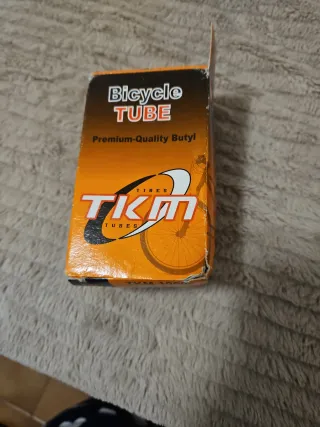 Bicycle
TUBE
Premium-Quality Butyl
TIRES
TKM
TUBES